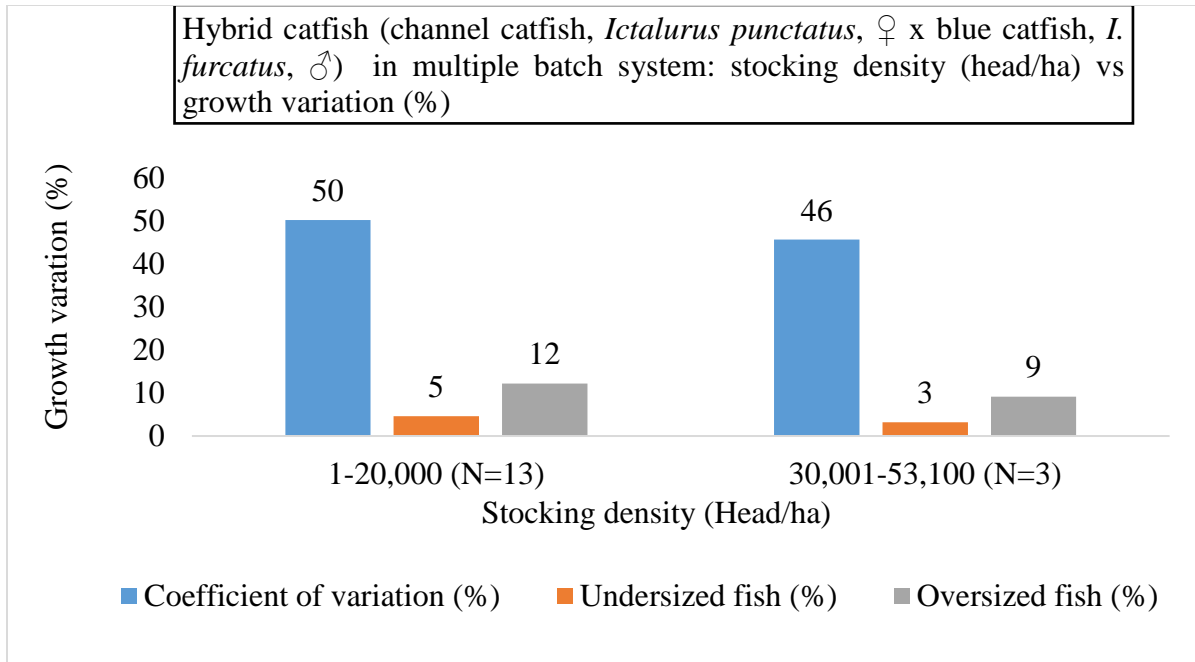 Hybrid catfish (channel catfish, Ictalurus punctatus, ♀ x blue catfish, I.
furcatus, ♂) in multiple batch system: stocking density (head/ha) vs
growth variation (%)
Growth varation (%)
60
50
40
30
20
10
0
50
5
12
46
3
9
1-20,000 (N=13)
30,001-53,100 (N=3)
Stocking density (Head/ha)
Coefficient of variation (%)
Undersized fish (%)
Oversized fish (%)